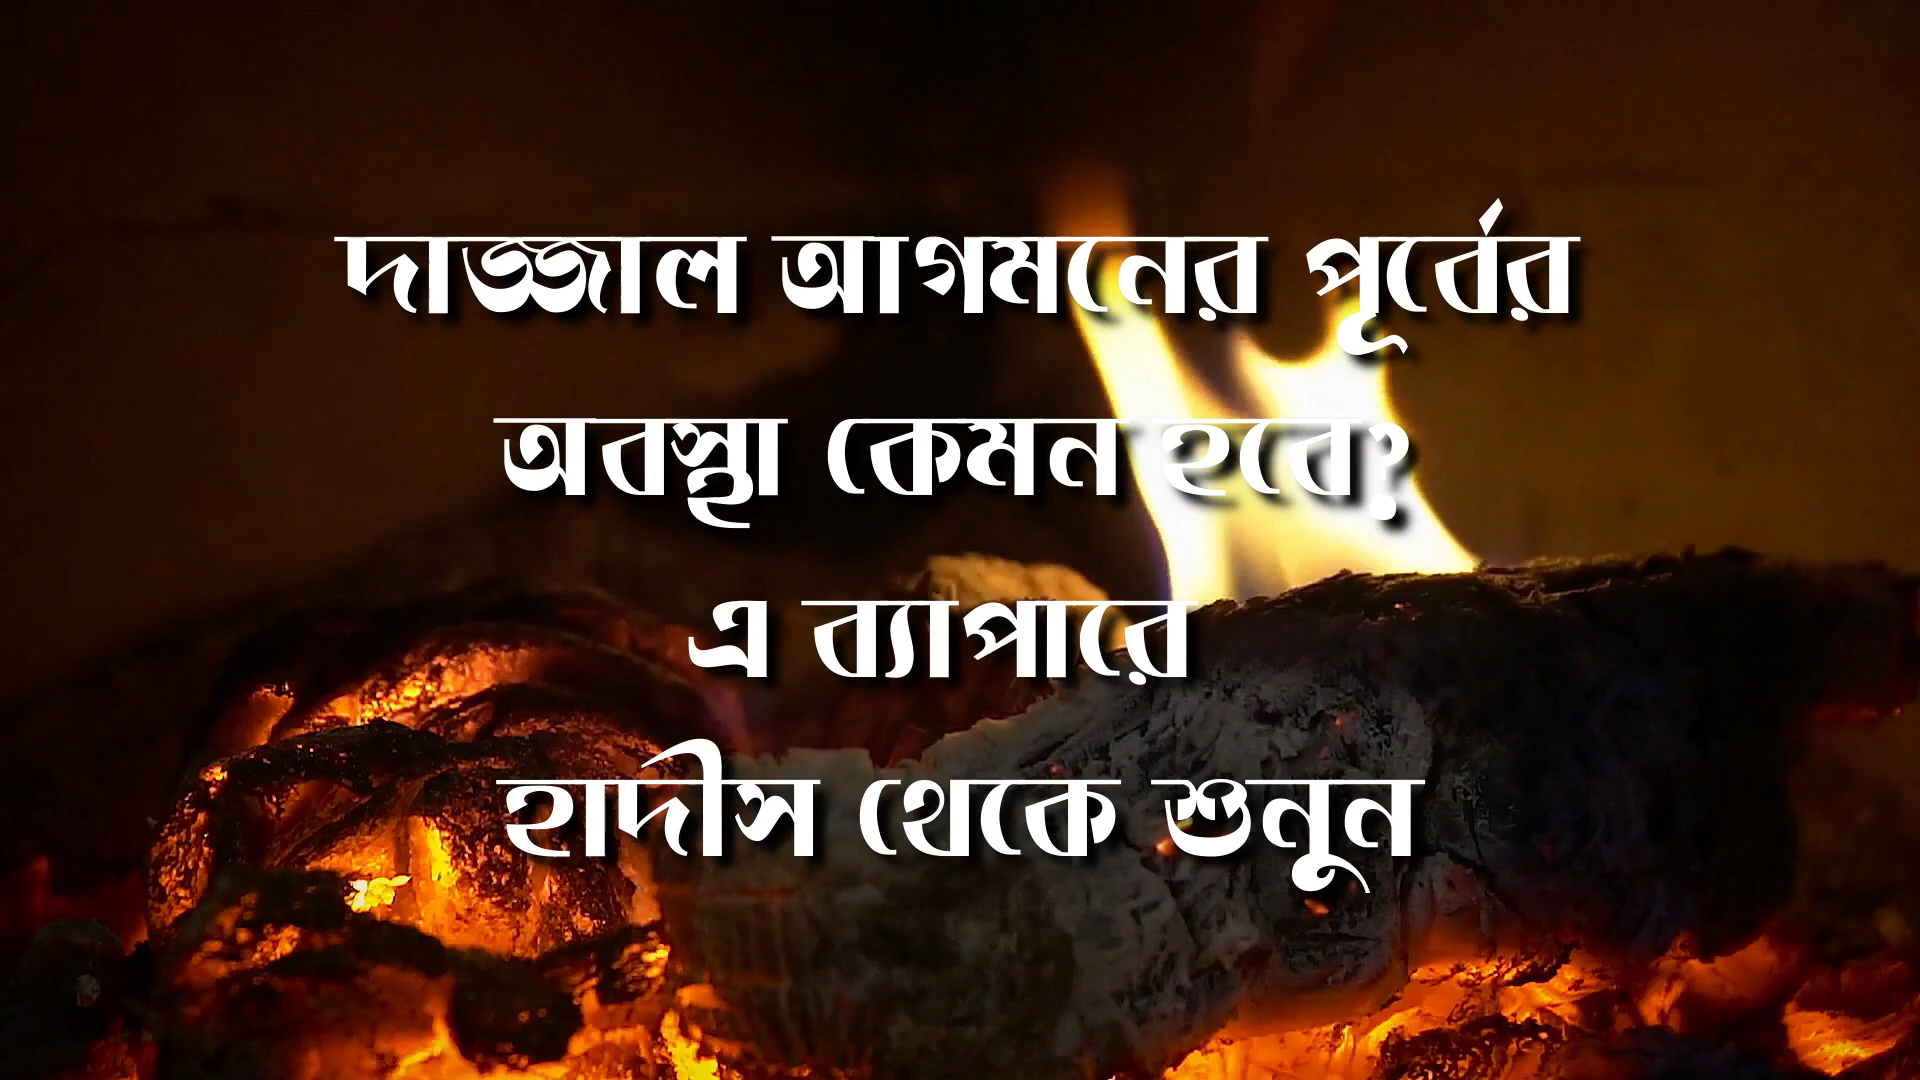 দাজ্জাল আগমনের পূর্বের
অবস্থা কেমন হবে?
এ ব্যাপারে
হাদীস থেকে শুনুন